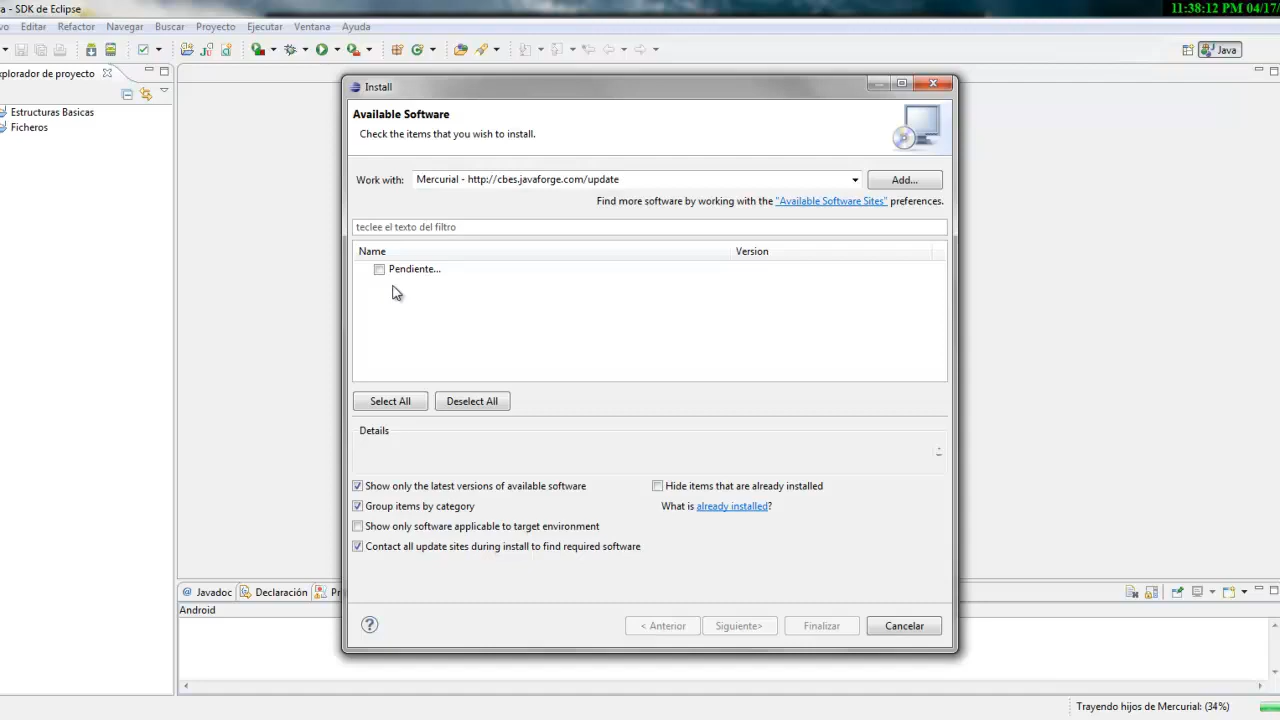 a - SDK de Eclipse
11:38:12 PM 04/17/
vo Editar Refactor Navegar Buscar Proyecto Ejecutar Ventana Ayuda
Java
xplorador de proyecto
Estructuras Basicas
Ficheros
Install
Available Software
Check the items that you wish to install.
Work with: Mercurial - http://cbes.javaforge.com/update Add...
Find more software by working with the "Available Software Sites" preferences.
teclee el texto del filtro
Name Version
Pendiente...
Select All Deselect All
Details
Show only the latest versions of available software Hide items that are already installed
Group items by category What is already installed?
Show only software applicable to target environment
Contact all update sites during install to find required software
< Anterior Siguiente> Finalizar Cancelar
@ Javadoc Declaración Pr
Android
Trayendo hijos de Mercurial: (34%)